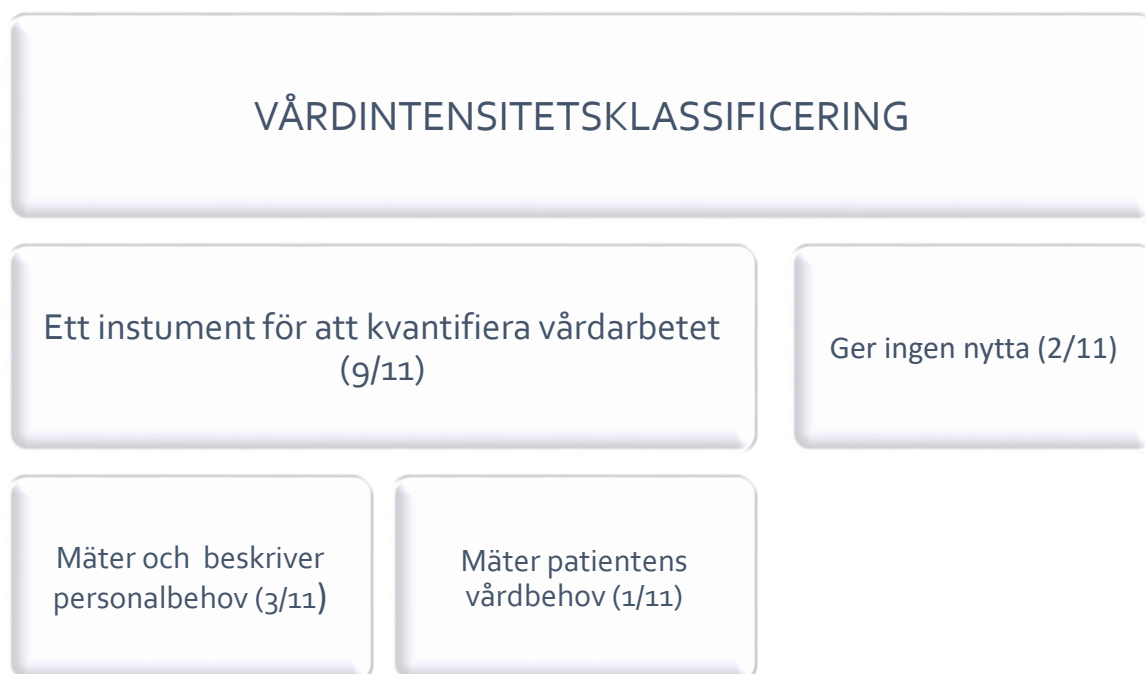 VÅRDINTENSITETSKLASSIFICERING
Ett instument för att kvantifiera vårdarbetet
(9/11)
Ger ingen nytta (2/11)
Mäter och beskriver
personalbehov (3/11)
Mäter patientens
vårdbehov (1/11)